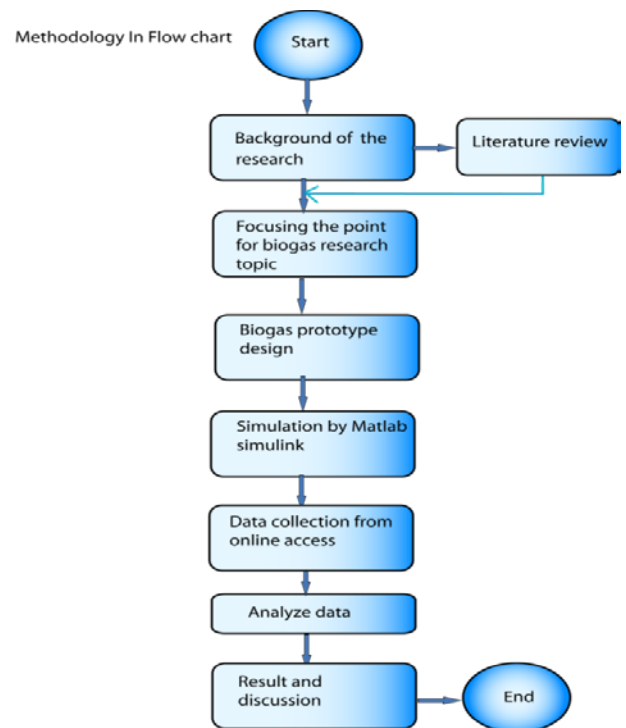 Methodology In Flow chart
Start
Background of the
research
Literature review
Focusing the point
for biogas research
topic
Biogas prototype
design
Simulation by Matlab
simulink
Data collection from
online access
Analyze data
Result and
discussion
End